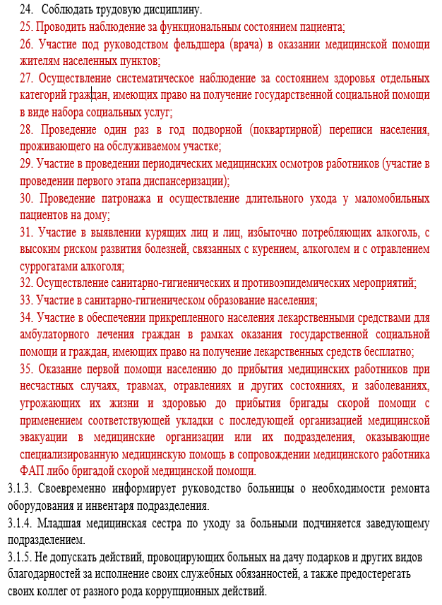 24. Соблюдать трудовую дисциплину.
25. Проводить наблюдение за функциональным состоянием пациента;
26. Участие под руководством фельдшера (врача) в оказании медицинской помощи
жителям населенных пунктов;
27. Осуществление систематическое наблюдение за состоянием здоровья отдельных
категорий граждан, имеющих право на получение государственной социальной помощи
в виде набора социальных услуг;
28. Проведение один раз в год подворной (поквартирной) переписи населения,
проживающего на обслуживаемом участке;
29. Участие в проведении периодических медицинских осмотров работников (участие в
проведении первого этапа диспансеризации);
30. Проведение патронажа и осуществление длительного ухода у маломобильных
пациентов на дому;
31. Участие в выявлении курящих лиц и лиц, избыточно потребляющих алкоголь, с
высоким риском развития болезней, связанных с курением, алкоголем и с отравлением
суррогатами алкоголя;
32. Осуществление санитарно-гигиенических и противоэпидемических мероприятий;
33. Участие в санитарно-гигиеническом образование населения;
34. Участие в обеспечении прикрепленного населения лекарственными средствами для
амбулаторного лечения граждан в рамках оказания государственной социальной
помощи и граждан, имеющих право на получение лекарственных средств бесплатно;
35. Оказание первой помощи населению до прибытия медицинских работников при
несчастных случаях, травмах, отравлениях и других состояниях, и заболеваниях,
угрожающих их жизни и здоровью до прибытия бригады скорой помощи с
применением соответствующей укладки с последующей организацией медицинской
эвакуации в медицинские организации или их подразделения, оказывающие
специализированную медицинскую помощь в сопровождении медицинского работника
ФАП либо бригадой скорой медицинской помощи.
3.1.3. Своевременно информирует руководство больницы о необходимости ремонта
оборудования и инвентаря подразделения.
3.1.4. Младшая медицинская сестра по уходу за больными подчиняется заведующему
подразделением.
3.1.5. Не допускать действий, провоцирующих больных на дачу подарков и других видов
благодарностей за исполнение своих служебных обязанностей, а также предостерегать
своих коллег от разного рода коррупционных действий.